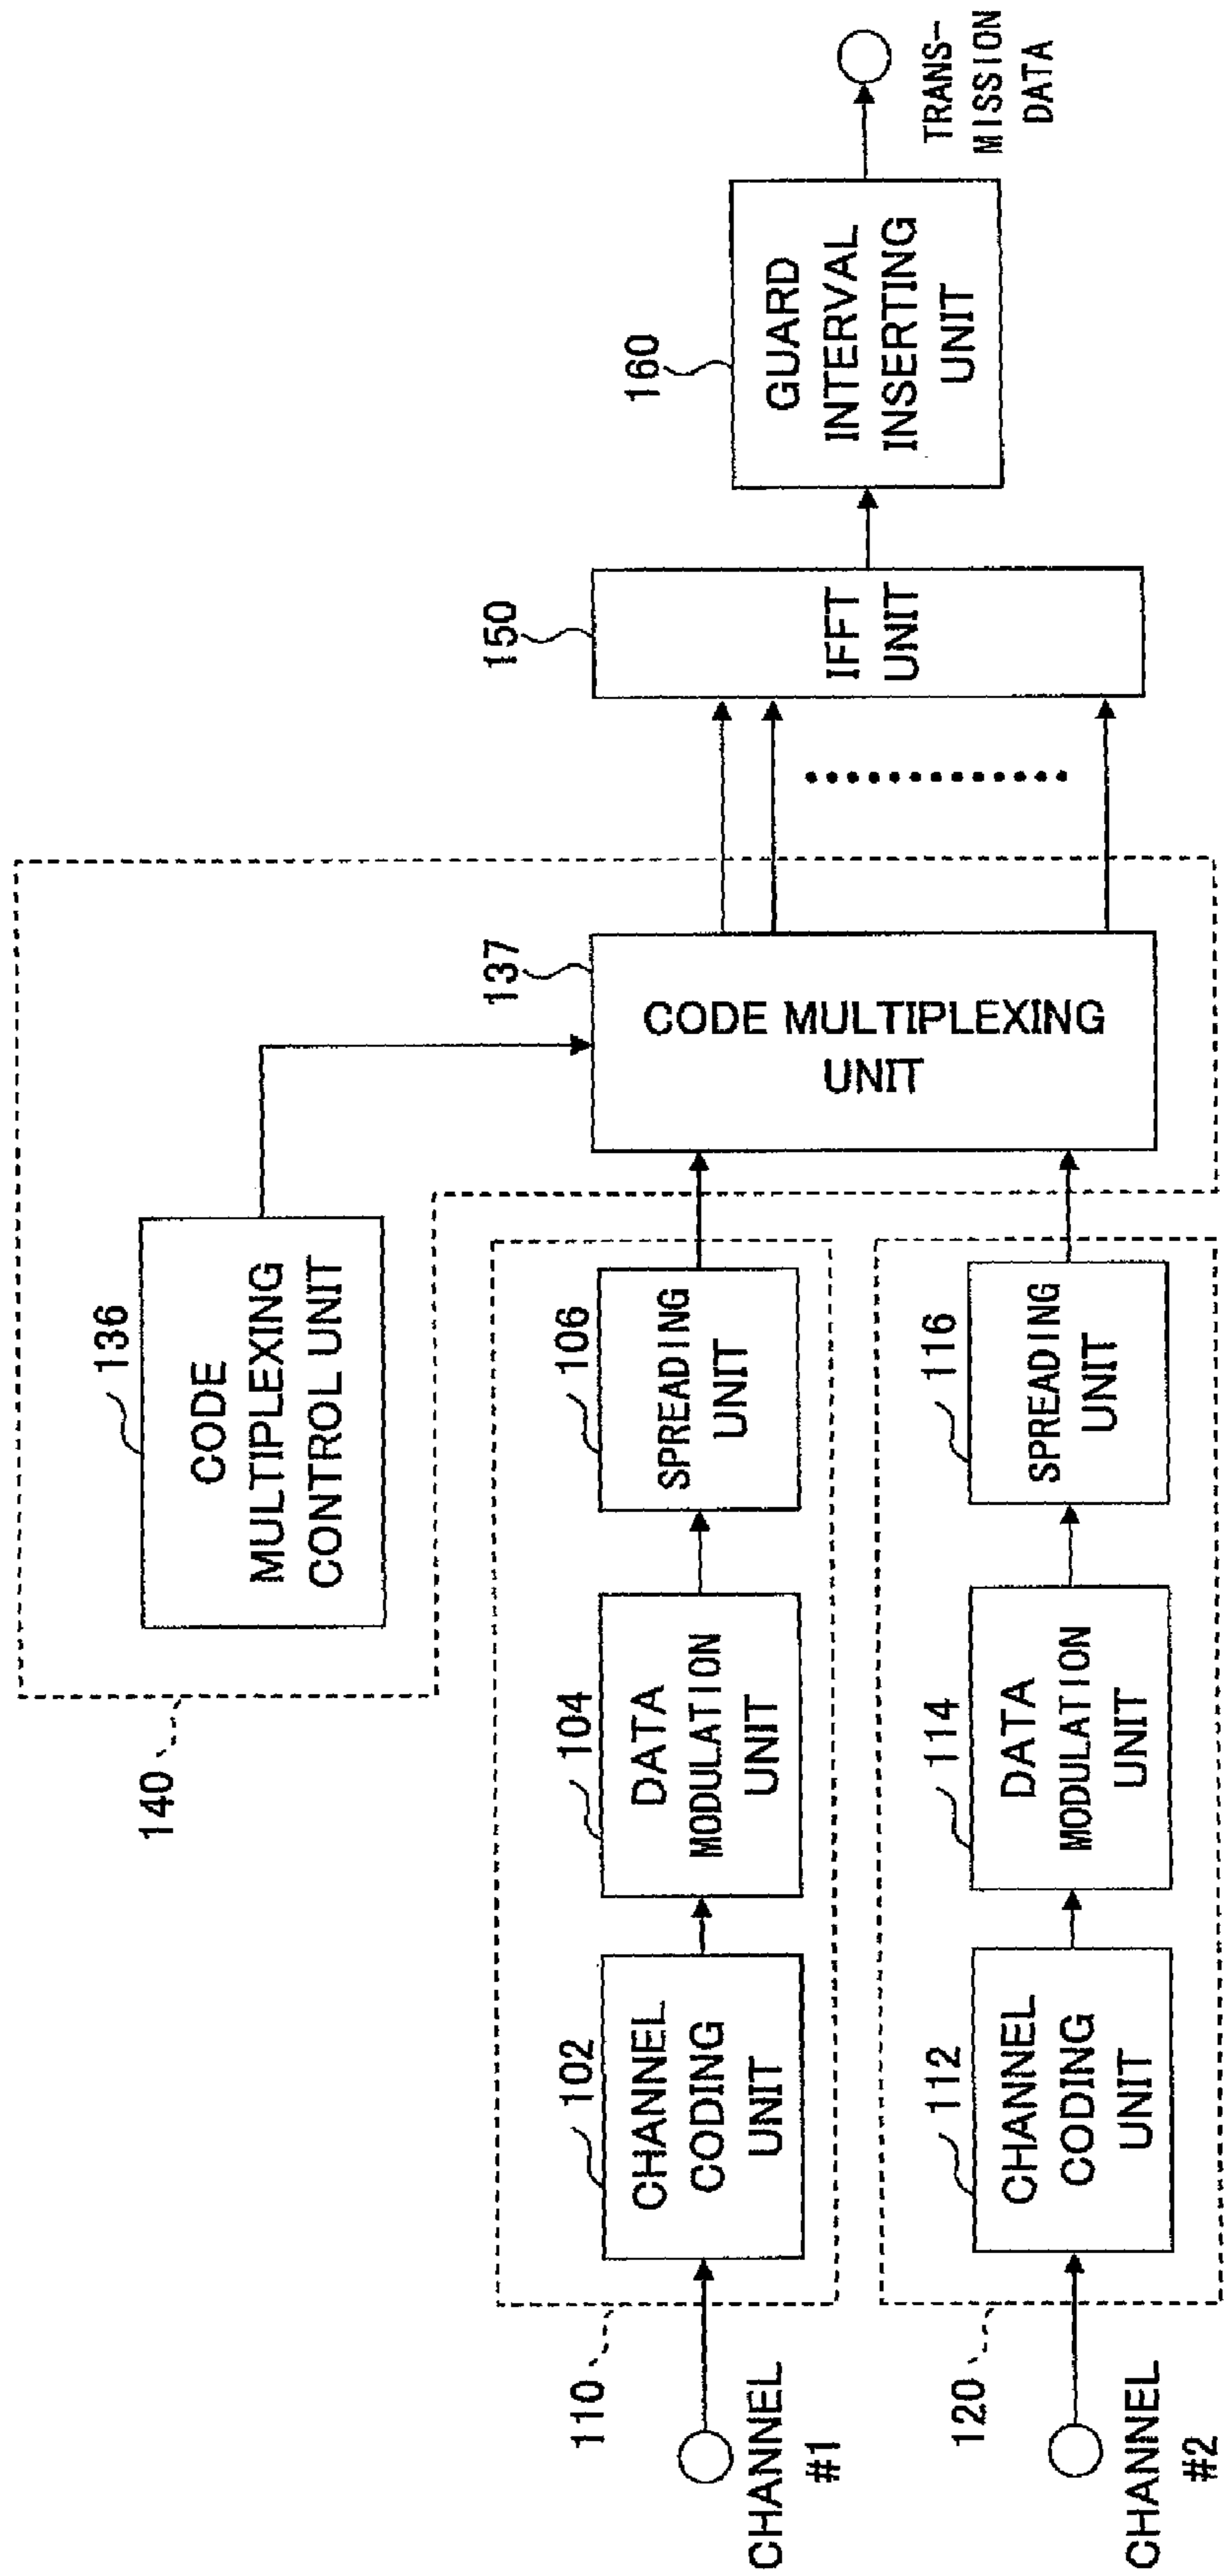 140
136
CODE
MULTIPLEXING
CONTROL UNIT
137
CODE MULTIPLEXING
UNIT
150
IFFT
UNIT
160
GUARD
INTERVAL
INSERTING
UNIT
TRANS-
MISSION
DATA
CHANNEL
#1
110
102
CHANNEL
CODING
UNIT
104
DATA
MODULATION
UNIT
106
SPREADING
UNIT
CHANNEL
#2
120
112
CHANNEL
CODING
UNIT
114
DATA
MODULATION
UNIT
116
SPREADING
UNIT